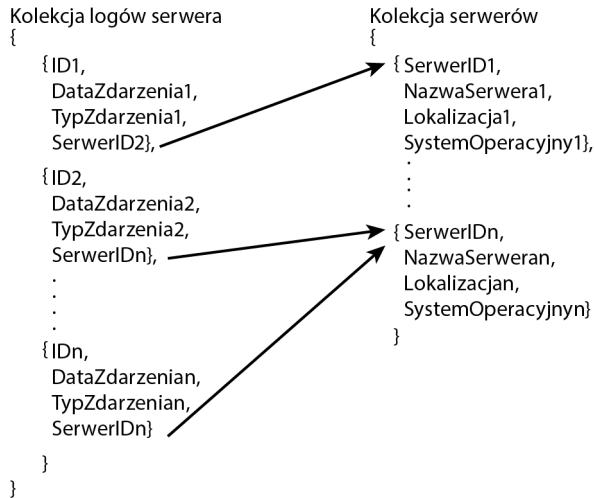 Kolekcja logów serwera
{
{ ID1,
DataZdarzenia1,
TypZdarzenia1,
SerwerID2},
{ ID2,
DataZdarzenia2,
TypZdarzenia2,
SerwerIDn},
.
.
.
.
{ IDn,
DataZdarzenian,
TypZdarzenian,
SerwerIDn}
}
}
Kolekcja serwerów
{
{ SerwerID1,
NazwaSerwera1,
Lokalizacja1,
SystemOperacyjny1},
.
.
.
.
{ SerwerIDn,
NazwaSerweran,
Lokalizacjan,
SystemOperacyjnyn}
}